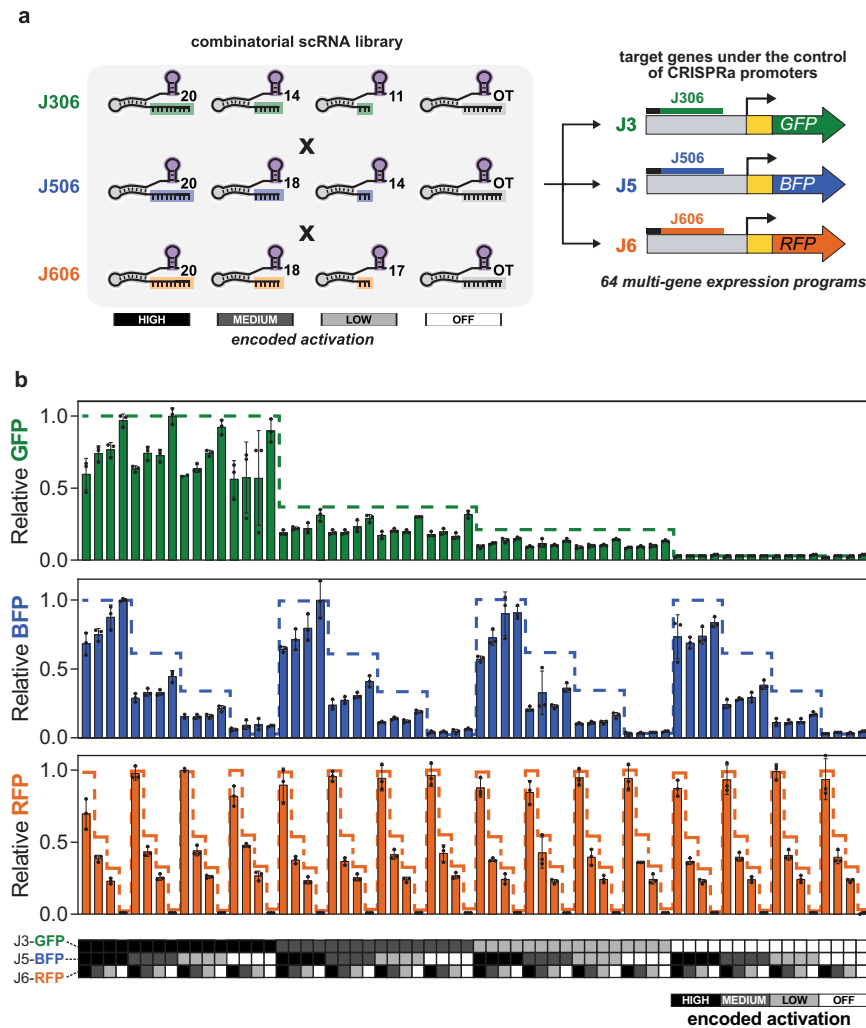 a
combinatorial scRNA library
target genes under the control
of CRISPRa promoters
J306
20
14
11
OT
X
J506
20
18
14
OT
X
J606
20
18
17
OT
HIGH
MEDIUM
LOW
OFF
encoded activation
J306
J3
GFP
J506
J5
BFP
J606
J6
RFP
64 multi-gene expression programs
b
Relative GFP
1.0
0.5
0.0
Relative BFP
1.0
0.5
0.0
Relative RFP
1.0
0.5
0.0
J3-GFP
J5-BFP
J6-RFP
HIGH
MEDIUM
LOW
OFF
encoded activation